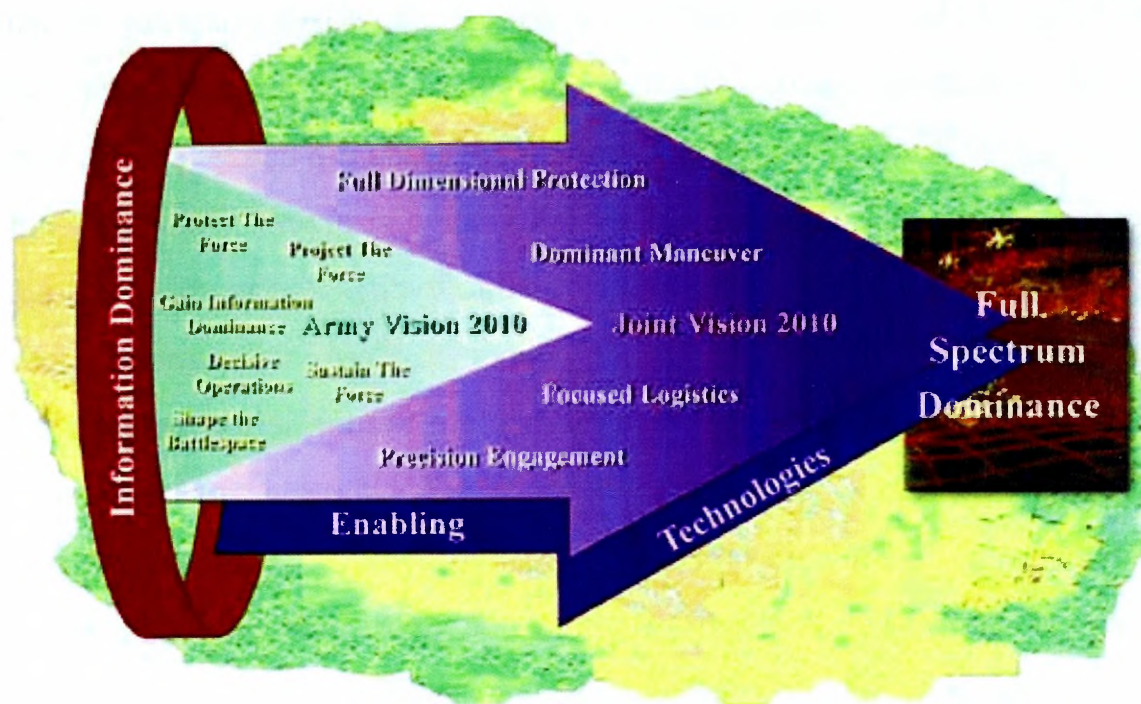 Information Dominance
Full Dimensional Protection
Protect The
Force
Project The
Force
Dominant Maneuver
Gain Information
Dominance
Army Vision 2010
Joint Vision 2010
Decisive
Operations
Sustain The
Force
Focused Logistics
Shape the
Battlespace
Precision Engagement
Enabling
Technologies
Full
Spectrum
Dominance